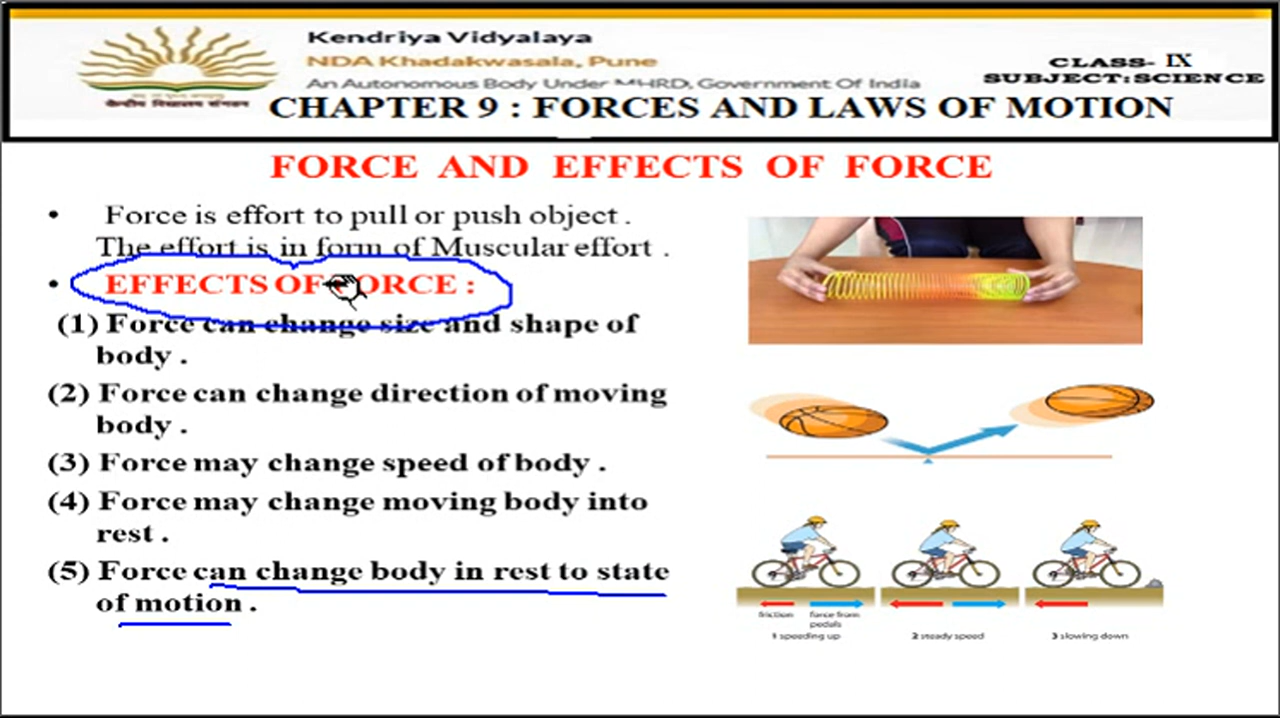 Kendriya Vidyalaya
NDA Khadakwasala, Pune
An Autonomous Body Under MHRD, Government Of India
CLASS- IX
SUBJECT:SCIENCE
केन्द्रीय विद्यालय संगठन
CHAPTER 9 : FORCES AND LAWS OF MOTION
FORCE AND EFFECTS OF FORCE
• Force is effort to pull or push object .
The effort is in form of Muscular effort .
• EFFECTS OF FORCE :
(1) Force can change size and shape of
body .
(2) Force can change direction of moving
body .
(3) Force may change speed of body .
(4) Force may change moving body into
rest .
(5) Force can change body in rest to state
of motion .
friction
force from
pedals
1 speeding up
2 steady speed
3 slowing down